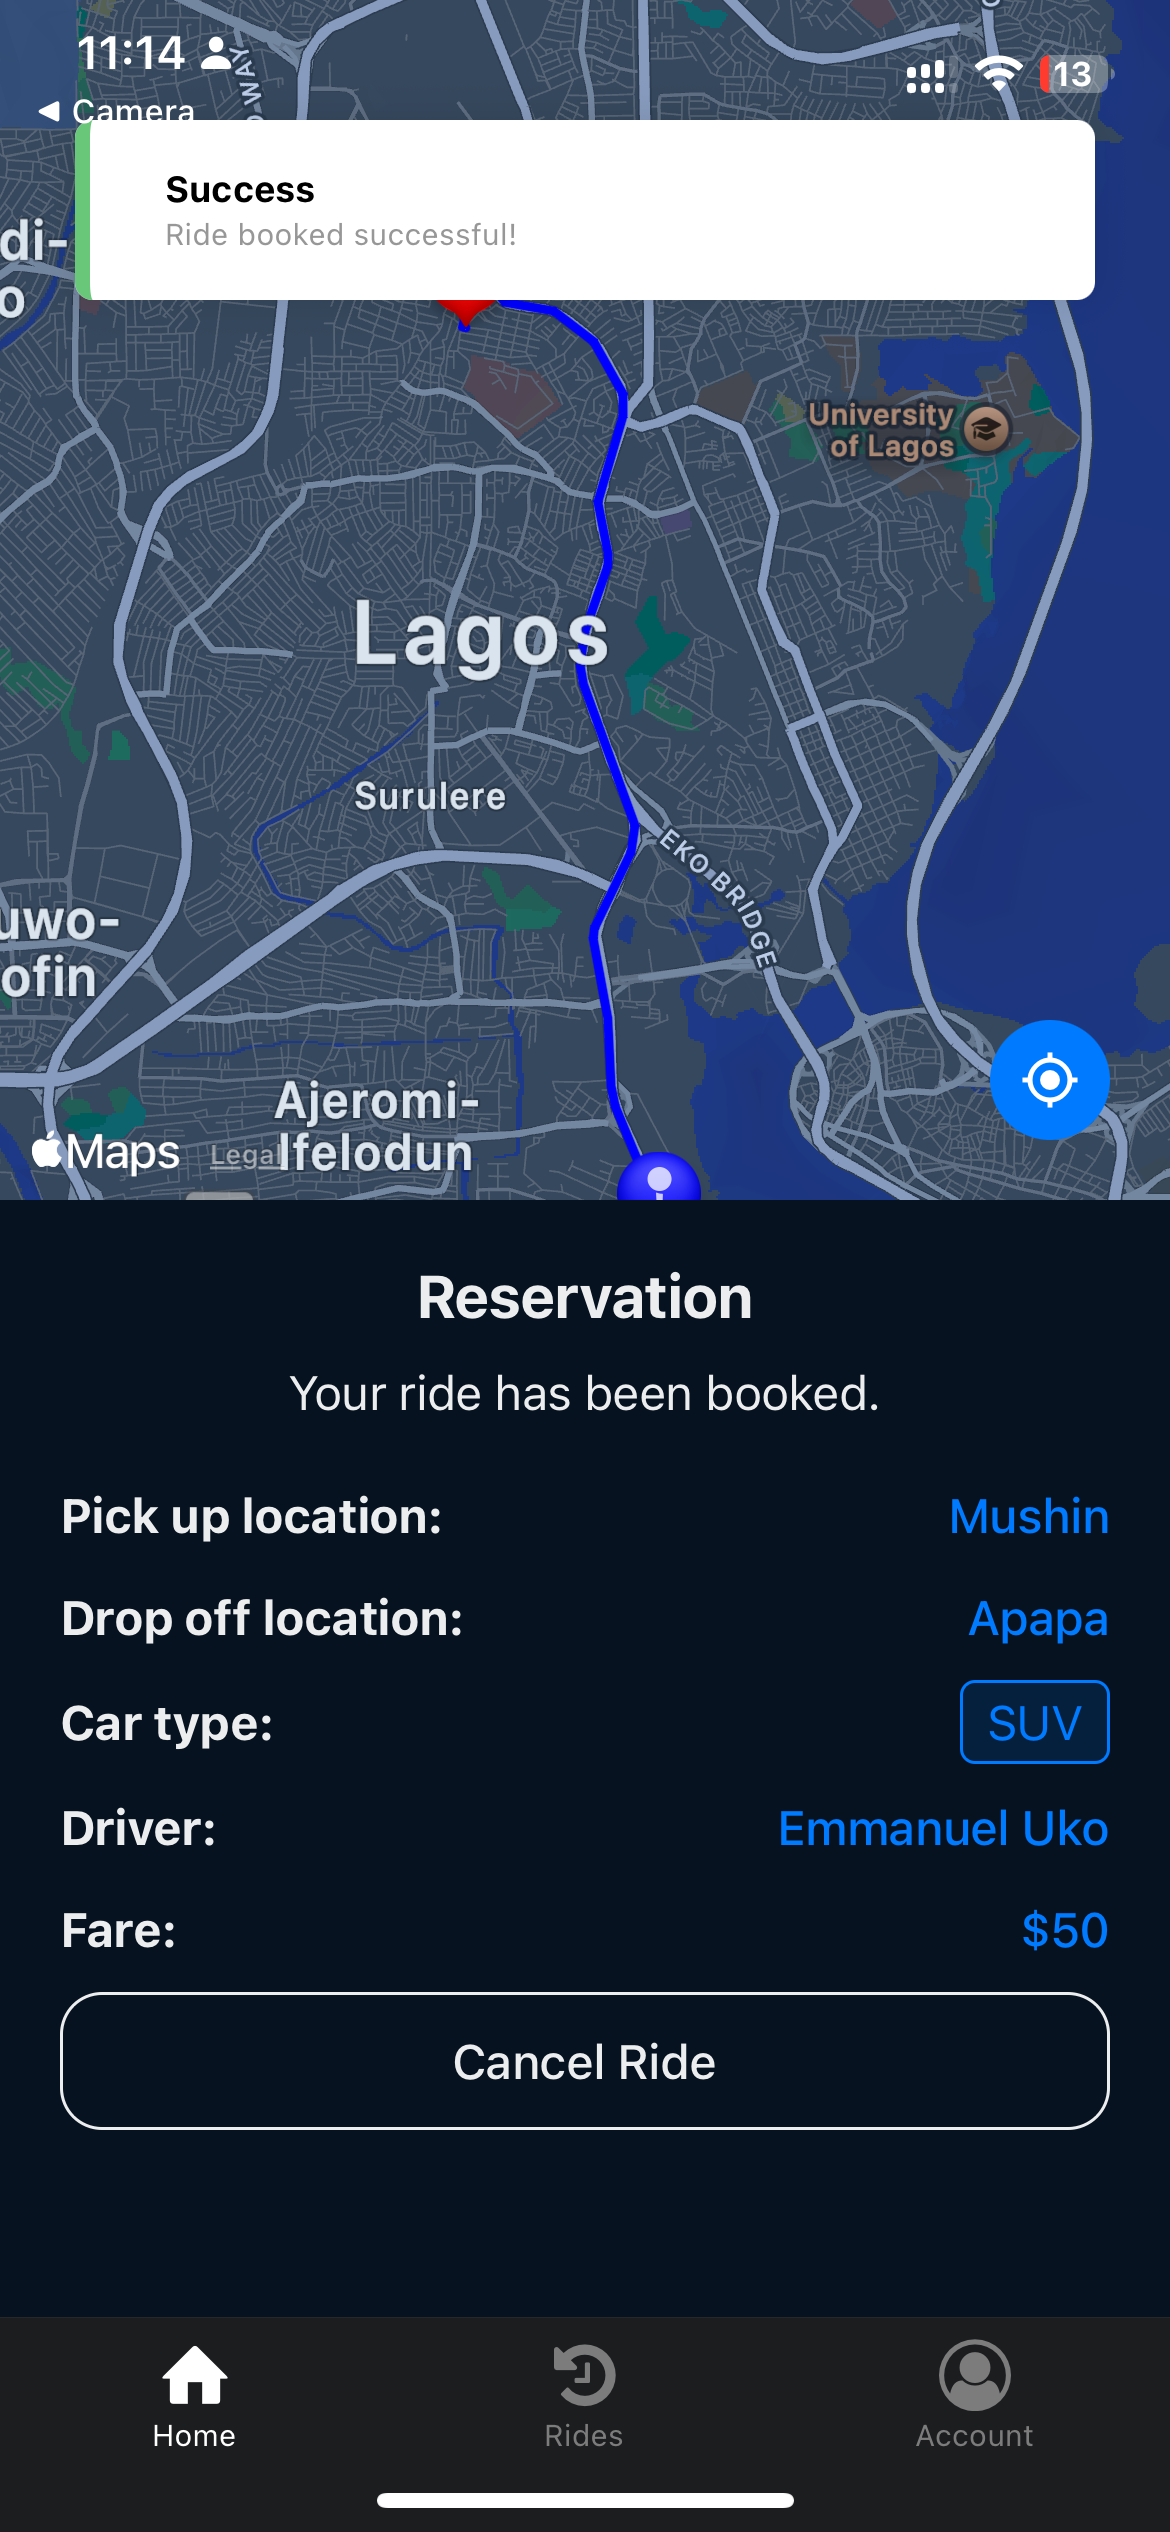 11:14
13
Camera
WAY
Success
Ride booked successful!
di-
o
University
of Lagos
Lagos
Surulere
EKO BRIDGE
uwo-
ofin
Ajeromi-
Ifelodun
Maps
Legal
Reservation
Your ride has been booked.
Pick up location: Mushin
Drop off location: Apapa
Car type: SUV
Driver: Emmanuel Uko
Fare: $50
Cancel Ride
Home Rides Account